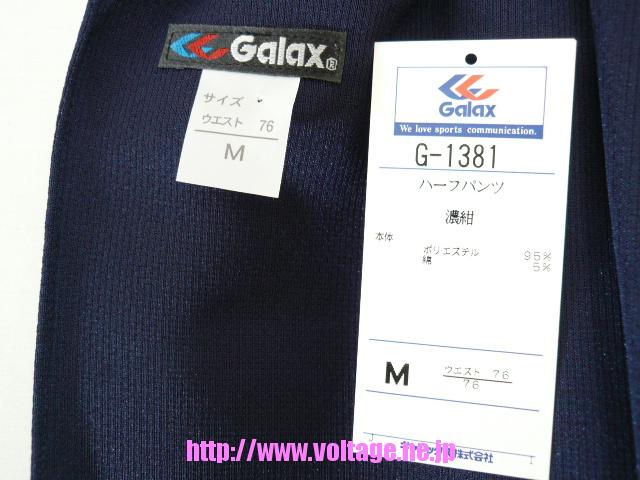 Galax®
サイズ
ウエスト 76
M
Galax
We love sports communication.
G-1381
ハーフパンツ
濃紺
本体
ポリエステル 95%
綿 5%
M
ウエスト 76
76
J
I
株式会社
http://www.voltage.ne.jp